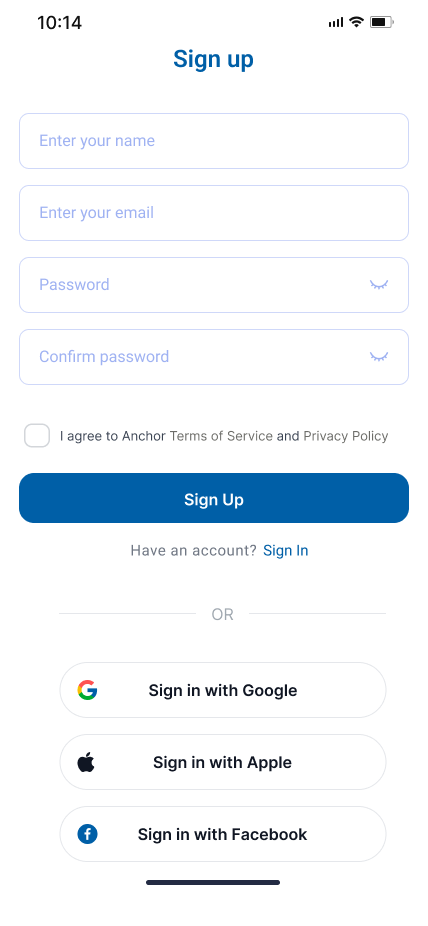 10:14
Sign up
Enter your name
Enter your email
Password
Confirm password
I agree to Anchor Terms of Service and Privacy Policy
Sign Up
Have an account? Sign In
OR
Sign in with Google
Sign in with Apple
Sign in with Facebook